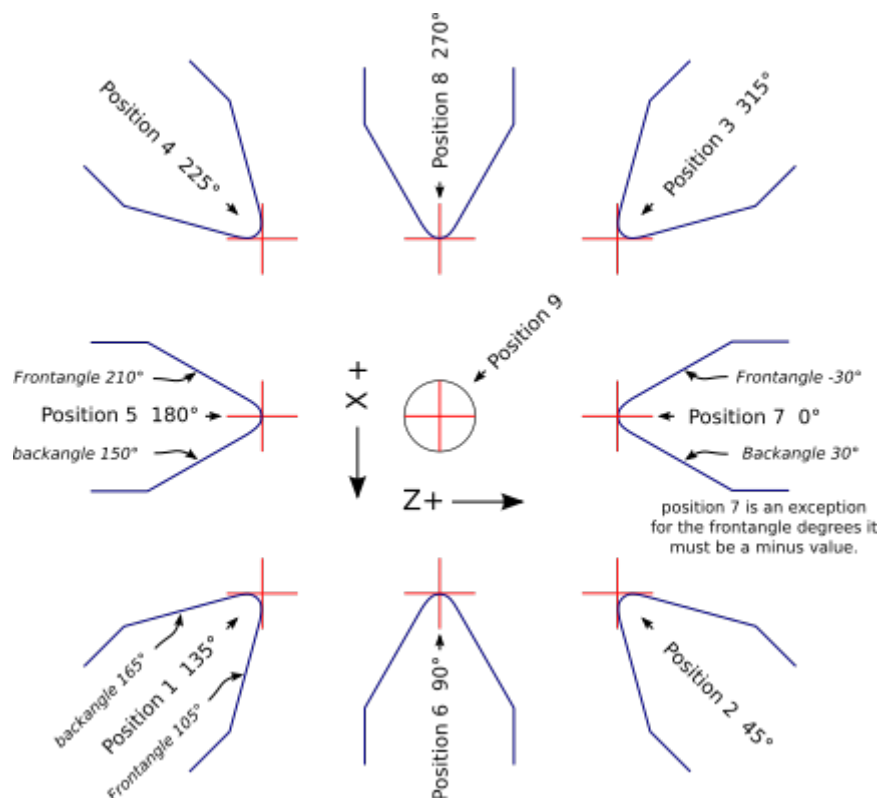 Position 4 225°
Position 8 270°
Position 3 315°
Position 9
Frontangle 210°
Position 5 180°
backangle 150°
X +
Z+
Frontangle -30°
Position 7 0°
Backangle 30°
position 7 is an exception
for the frontangle degrees it
must be a minus value.
backangle 165°
Position 1 135°
Frontangle 105°
Position 6 90°
Position 2 45°